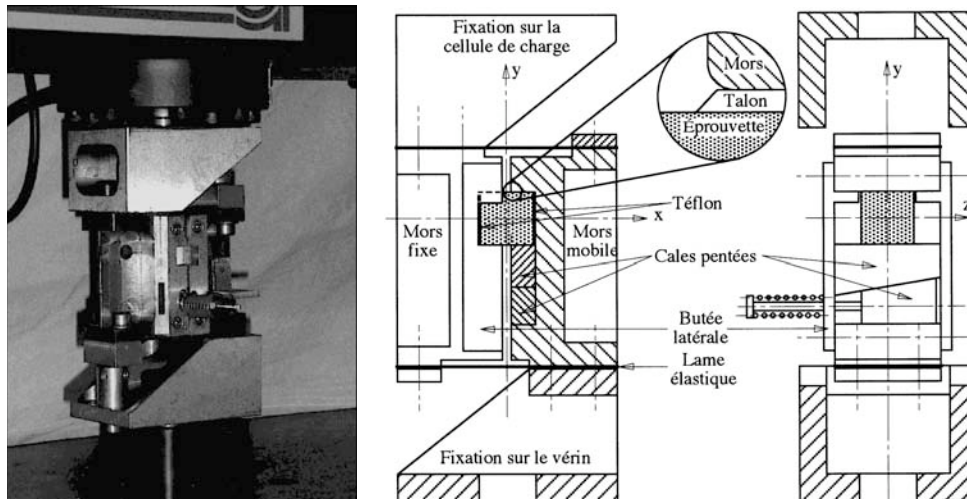 Fixation sur la
cellule de charge
y
Mors
Talon
Éprouvette
Téflon
x
Mors
fixe
Mors
mobile
Cales pentées
Butée
latérale
Lame
élastique
Fixation sur le vérin
y
z